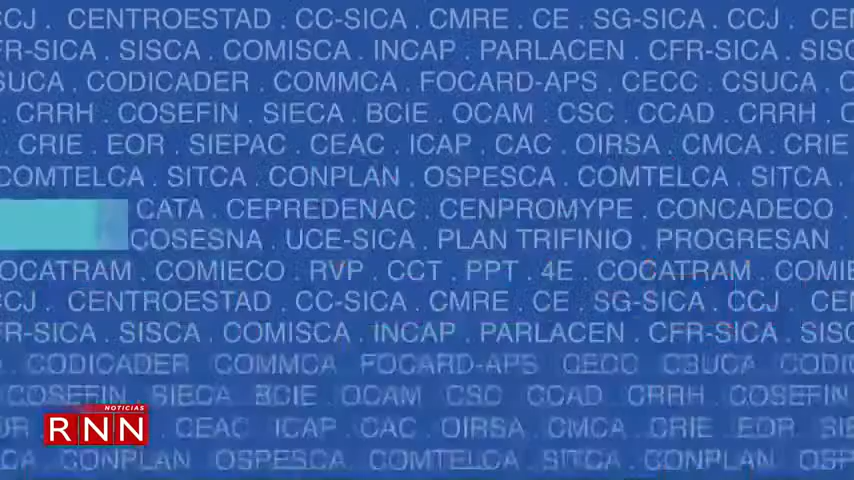 CCJ . CENTROESTAD . CC-SICA . CMRE . CE . SG-SICA . CCJ . CEN
FR-SICA . SISCA . COMISCA . INCAP . PARLACEN . CFR-SICA . SISC
SUCA . CODICADER . COMMCA . FOCARD-APS . CECC . CSUCA . C
. CRRH . COSEFIN . SIECA . BCIE . OCAM . CSC . CCAD . CRRH . C
. CRIE . EOR . SIEPAC . CEAC . ICAP . CAC . OIRSA . CMCA . CRIE
COMTELCA . SITCA . CONPLAN . OSPESCA . COMTELCA . SITCA .
CATA . CEPREDENAC . CENPROMYPE . CONCADECO .
COSESNA . UCE-SICA . PLAN TRIFINIO . PROGRESAN .
OCATRAM . COMIECO . RVP . CCT . PPT . 4E . COCATRAM . COMIE
CCJ . CENTROESTAD . CC-SICA . CMRE . CE . SG-SICA . CCJ . CEN
FR-SICA . SISCA . COMISCA . INCAP . PARLACEN . CFR-SICA . SISC
. CODICADER . COMMCA . FOCARD-APS . CECC . CSUCA . CODIC
COSEFIN . SIECA . BCIE . OCAM . CSC . CCAD . CRRH . COSEFIN
. CEAC . ICAP . CAC . OIRSA . CMCA . CRIE . EOR . SIE
CA . CONPLAN . OSPESCA . COMTELCA . SITCA . CONPLAN . OSP
NOTICIAS
RNN